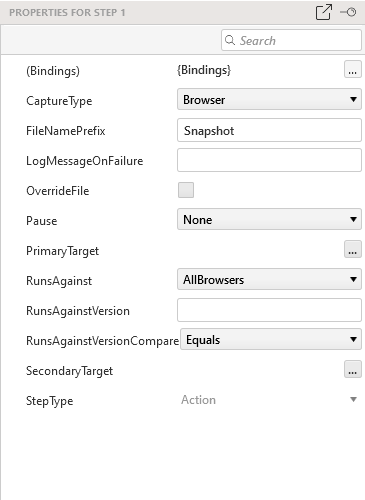 PROPERTIES FOR STEP 1
Search
(Bindings) {Bindings} ...
CaptureType Browser
FileNamePrefix Snapshot
LogMessageOnFailure
OverrideFile
Pause None
PrimaryTarget ...
RunsAgainst AllBrowsers
RunsAgainstVersion
RunsAgainstVersionCompare Equals
SecondaryTarget ...
StepType Action